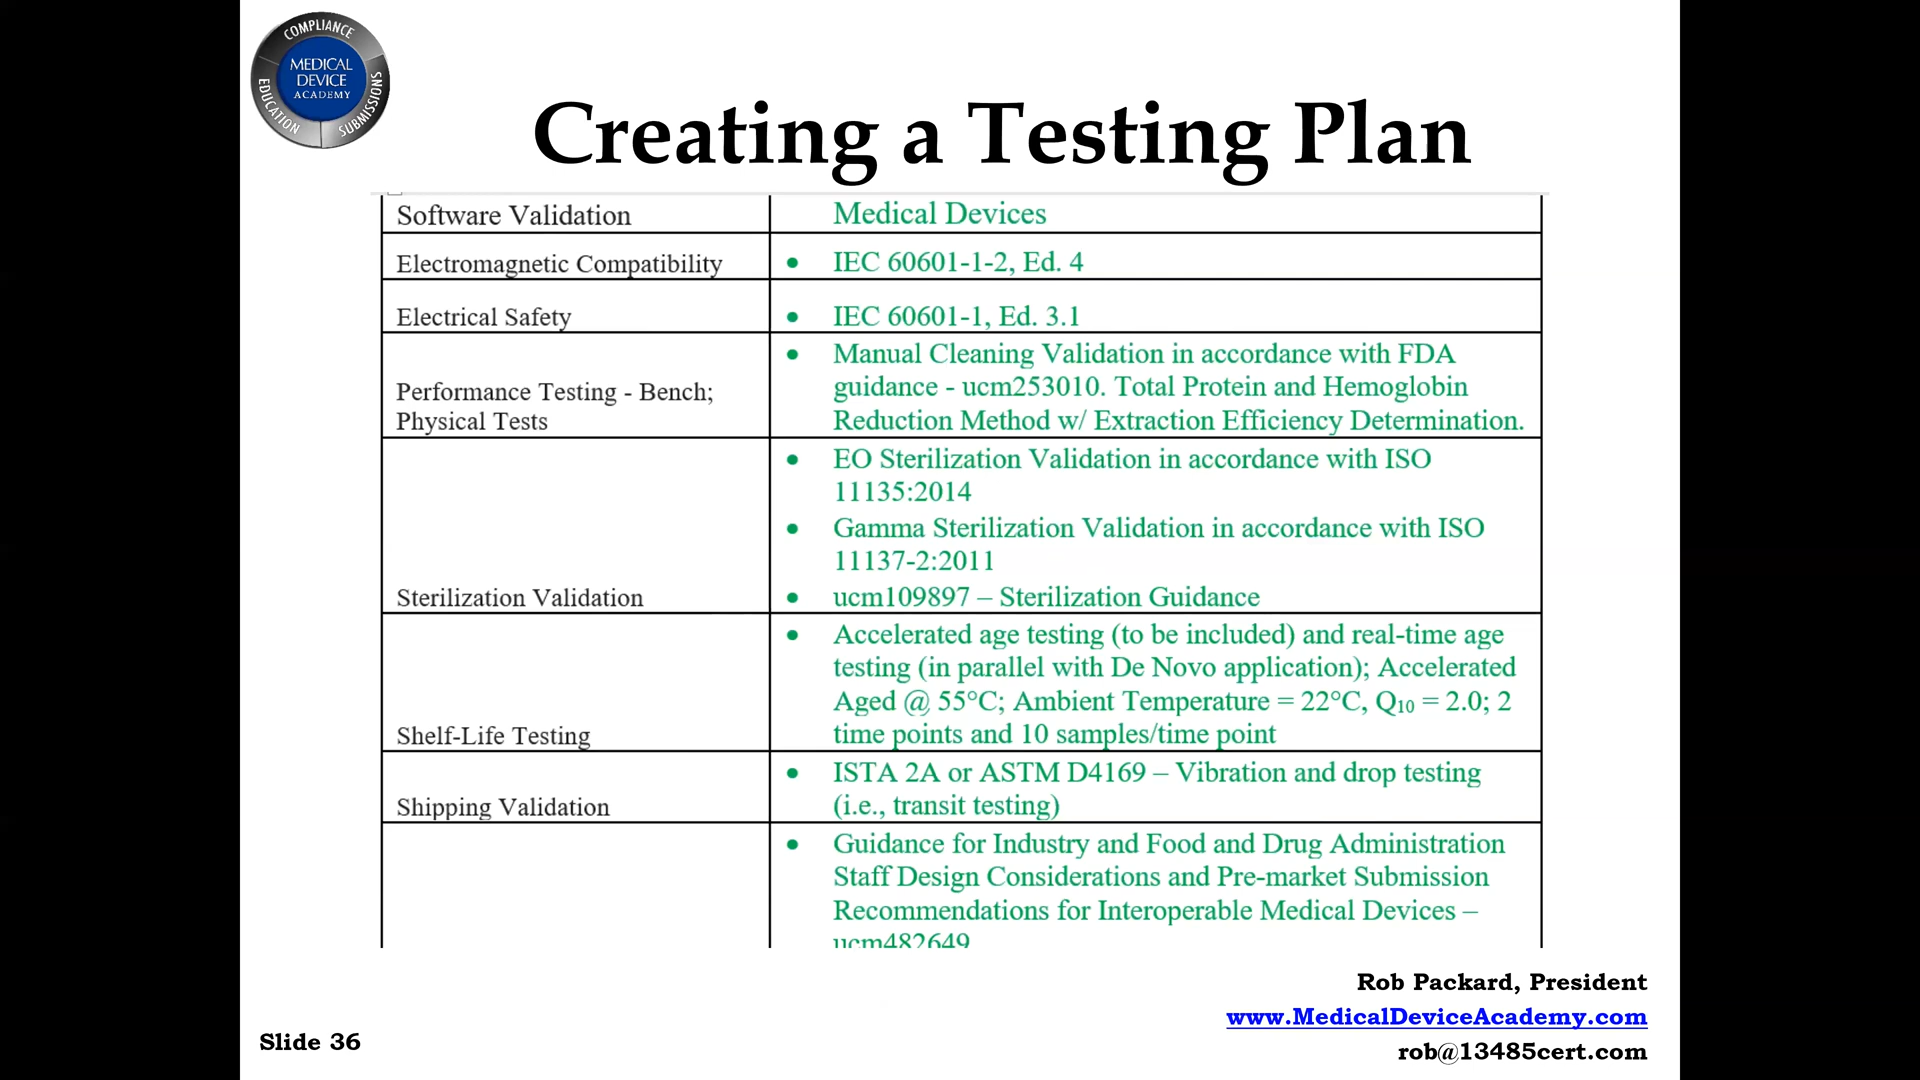 COMPLIANCE
EDUCATION
SUBMISSIONS
MEDICAL
DEVICE
ACADEMY
Creating a Testing Plan
Software Validation
Medical Devices
Electromagnetic Compatibility
• IEC 60601-1-2, Ed. 4
Electrical Safety
• IEC 60601-1, Ed. 3.1
Performance Testing - Bench;
Physical Tests
• Manual Cleaning Validation in accordance with FDA
guidance - ucm253010. Total Protein and Hemoglobin
Reduction Method w/ Extraction Efficiency Determination.
Sterilization Validation
• EO Sterilization Validation in accordance with ISO
11135:2014
• Gamma Sterilization Validation in accordance with ISO
11137-2:2011
• ucm109897 – Sterilization Guidance
Shelf-Life Testing
• Accelerated age testing (to be included) and real-time age
testing (in parallel with De Novo application); Accelerated
Aged @ 55°C; Ambient Temperature = 22°C, Q10 = 2.0; 2
time points and 10 samples/time point
Shipping Validation
• ISTA 2A or ASTM D4169 – Vibration and drop testing
(i.e., transit testing)
• Guidance for Industry and Food and Drug Administration
Staff Design Considerations and Pre-market Submission
Recommendations for Interoperable Medical Devices –
ucm482649
Rob Packard, President
www.MedicalDeviceAcademy.com
rob@13485cert.com
Slide 36